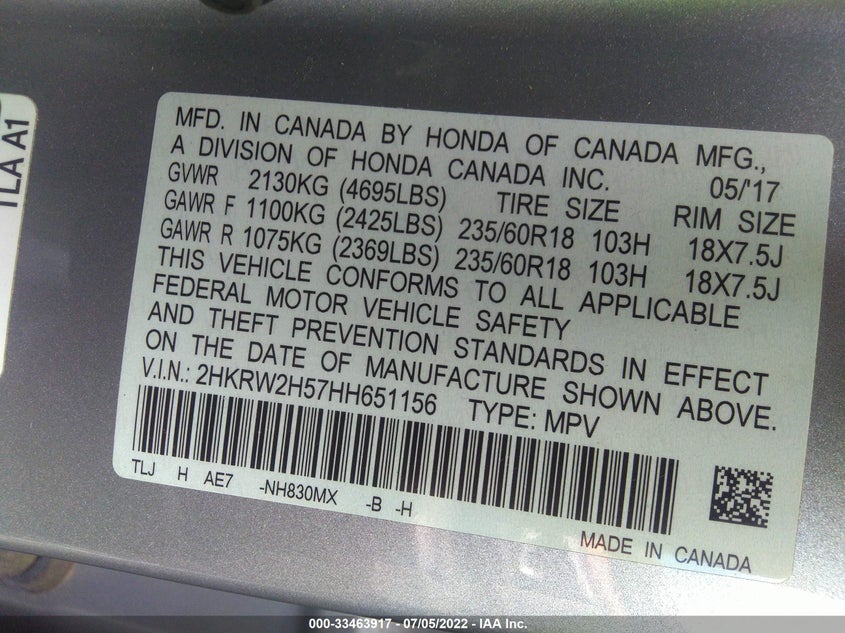 TLA A1
MFD. IN CANADA BY HONDA OF CANADA MFG.,
A DIVISION OF HONDA CANADA INC. 05/'17
GVWR 2130KG (4695LBS) TIRE SIZE RIM SIZE
GAWR F 1100KG (2425LBS) 235/60R18 103H 18X7.5J
GAWR R 1075KG (2369LBS) 235/60R18 103H 18X7.5J
THIS VEHICLE CONFORMS TO ALL APPLICABLE
FEDERAL MOTOR VEHICLE SAFETY
AND THEFT PREVENTION STANDARDS IN EFFECT
ON THE DATE OF MANUFACTURE SHOWN ABOVE.
V.I.N.: 2HKRW2H57HH651156 TYPE: MPV
TLJ H AE7 -NH830MX -B -H
MADE IN CANADA
000-33463917 - 07/05/2022 - IAA Inc.